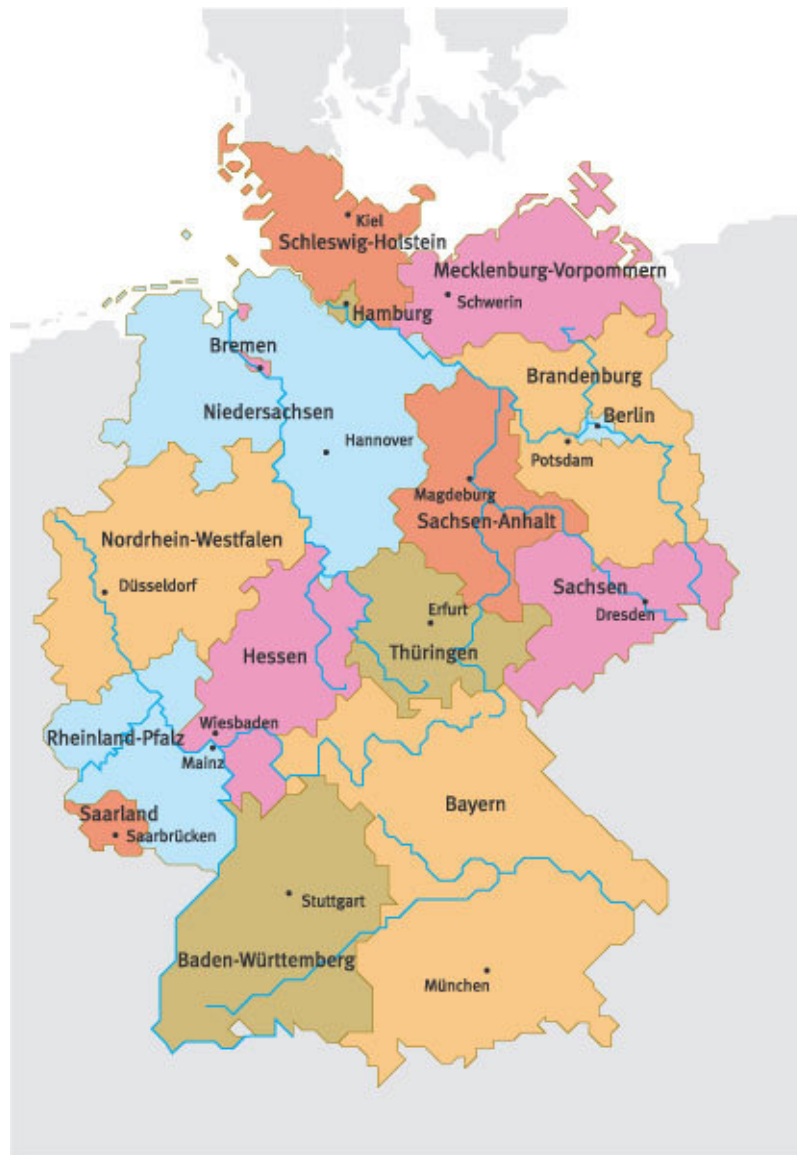 Kiel
Schleswig-Holstein
Mecklenburg-Vorpommern
Schwerin
Hamburg
Bremen
Brandenburg
Niedersachsen
Berlin
Hannover
Potsdam
Magdeburg
Sachsen-Anhalt
Nordrhein-Westfalen
Düsseldorf
Sachsen
Erfurt
Dresden
Hessen
Thüringen
Wiesbaden
Rheinland-Pfalz
Mainz
Bayern
Saarland
Saarbrücken
Stuttgart
Baden-Württemberg
München